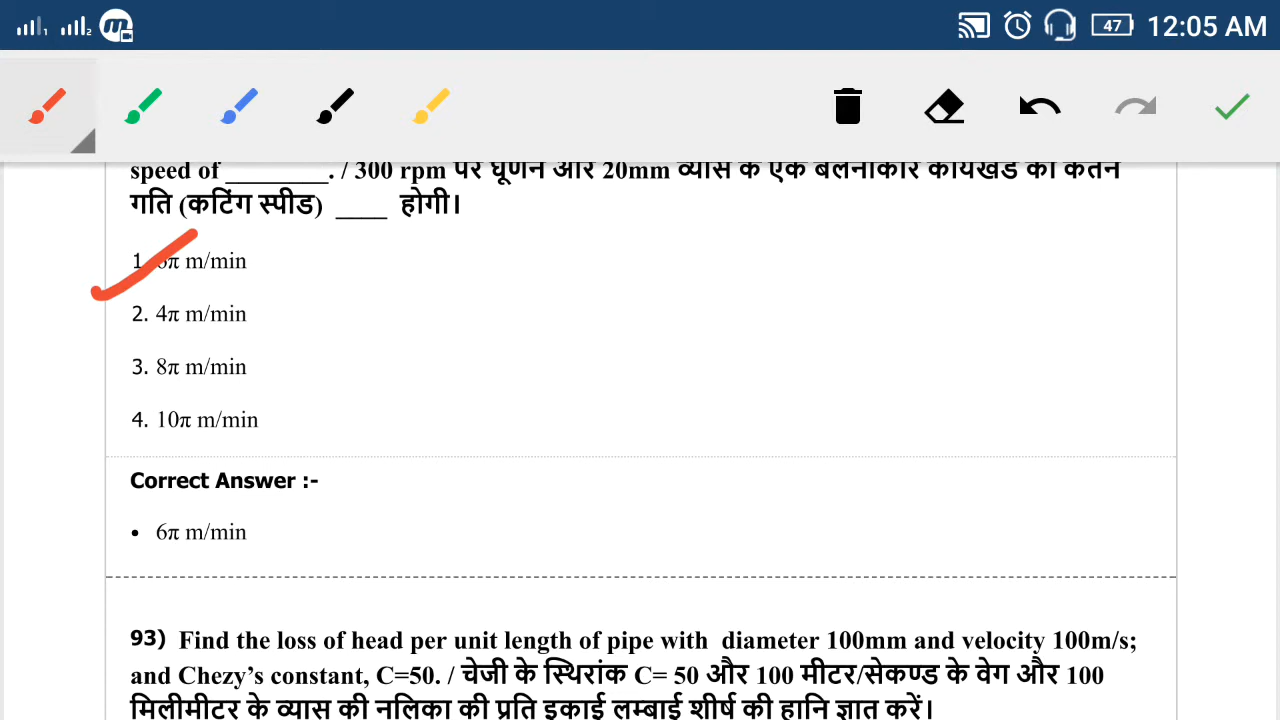 47 12:05 AM
speed of ________. / 300 rpm पर घूर्णन और 20mm व्यास के एक बेलनाकार कार्यखंड की कर्तन
गति (कटिंग स्पीड) ____ होगी।
1. 6π m/min
2. 4π m/min
3. 8π m/min
4. 10π m/min
Correct Answer :-
• 6π m/min
93) Find the loss of head per unit length of pipe with diameter 100mm and velocity 100m/s;
and Chezy’s constant, C=50. / चेजी के स्थिरांक C= 50 और 100 मीटर/सेकण्ड के वेग और 100
मिलीमीटर के व्यास की नलिका की प्रति इकाई लम्बाई शीर्ष की हानि ज्ञात करें।